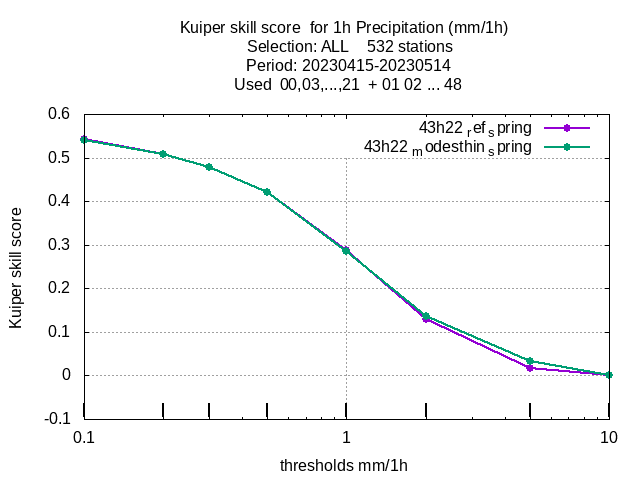 Kuiper skill score  for 1h Precipitation (mm/1h)
Selection: ALL    532 stations
Period: 20230415-20230514
Used  00,03,...,21  + 01 02 ... 48
43h22 ref spring
43h22 modesthin spring
0.6
0.5
0.4
0.3
0.2
0.1
0
-0.1
Kuiper skill score
0.1 1 10
thresholds mm/1h